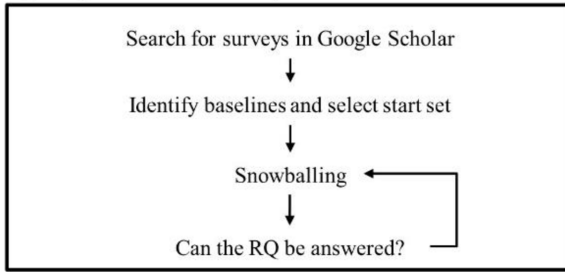 Search for surveys in Google Scholar
Identify baselines and select start set
Snowballing
Can the RQ be answered?